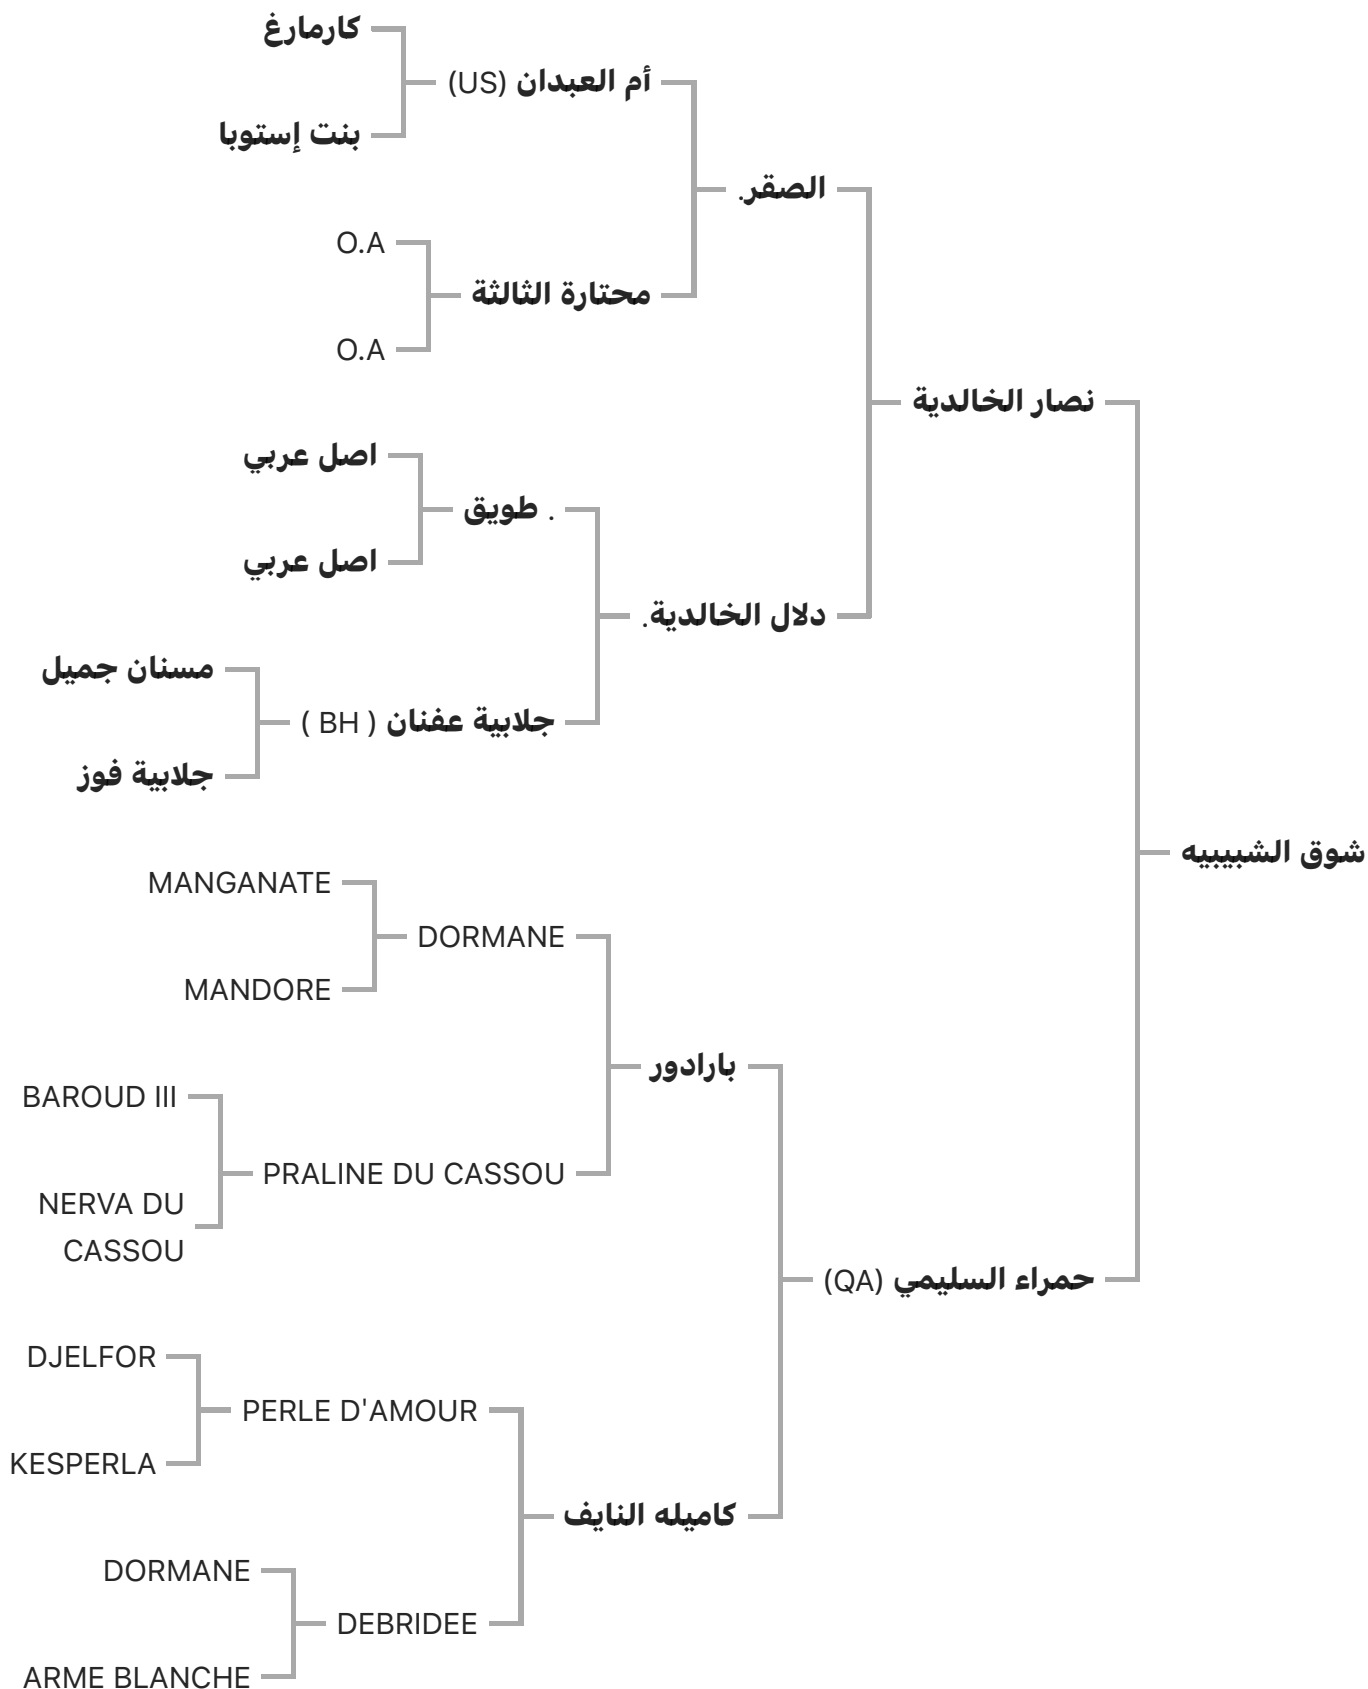 كارمارغ
أم العبدان (US)
بنت إستوبا
الصقر.
O.A
محتارة الثالثة
O.A
نصار الخالدية
اصل عربي
. طويق
اصل عربي
دلال الخالدية.
مسنان جميل
جلابية عفنان ( BH )
جلابية فوز
شوق الشبيبيه
MANGANATE
DORMANE
MANDORE
بارادور
BAROUD III
PRALINE DU CASSOU
NERVA DU
CASSOU
حمراء السليمي (QA)
DJELFOR
PERLE D'AMOUR
KESPERLA
كاميله النايف
DORMANE
DEBRIDEE
ARME BLANCHE